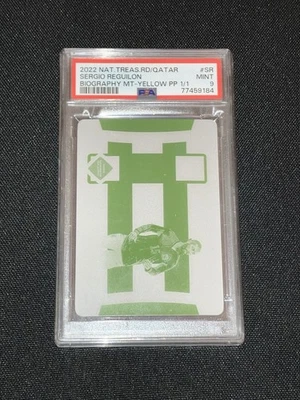 2022 NAT.TREAS.RD/QATAR #SR
SERGIO REGUILON MINT
BIOGRAPHY MT-YELLOW PP 1/1 9
PSA 77459184